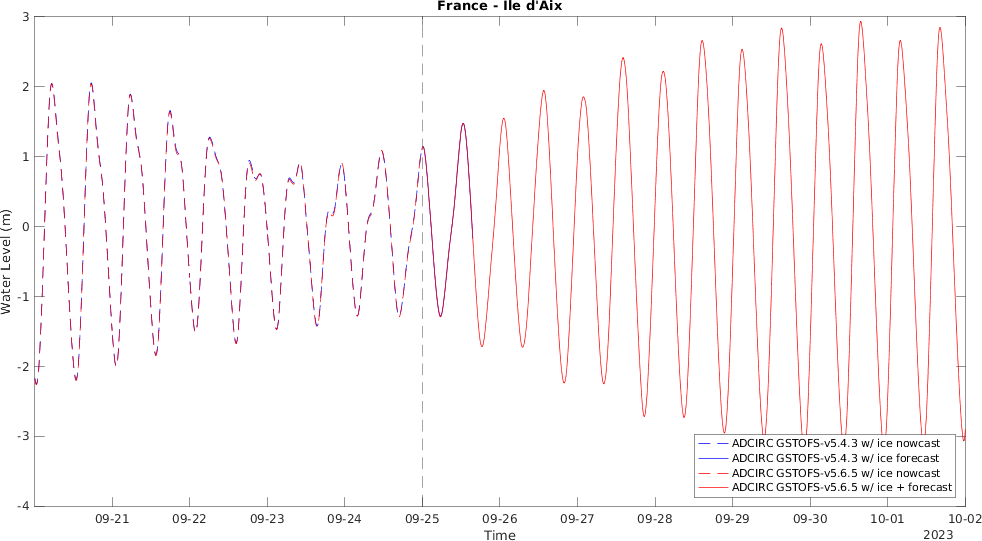 France - Ile d'Aix
Water Level (m)
3
2
1
0
-1
-2
-3
-4
ADCIRC GSTOFS-v5.4.3 w/ ice nowcast
ADCIRC GSTOFS-v5.4.3 w/ ice forecast
ADCIRC GSTOFS-v5.6.5 w/ ice nowcast
ADCIRC GSTOFS-v5.6.5 w/ ice + forecast
09-21 09-22 09-23 09-24 09-25 09-26 09-27 09-28 09-29 09-30 10-01 10-02
Time
2023